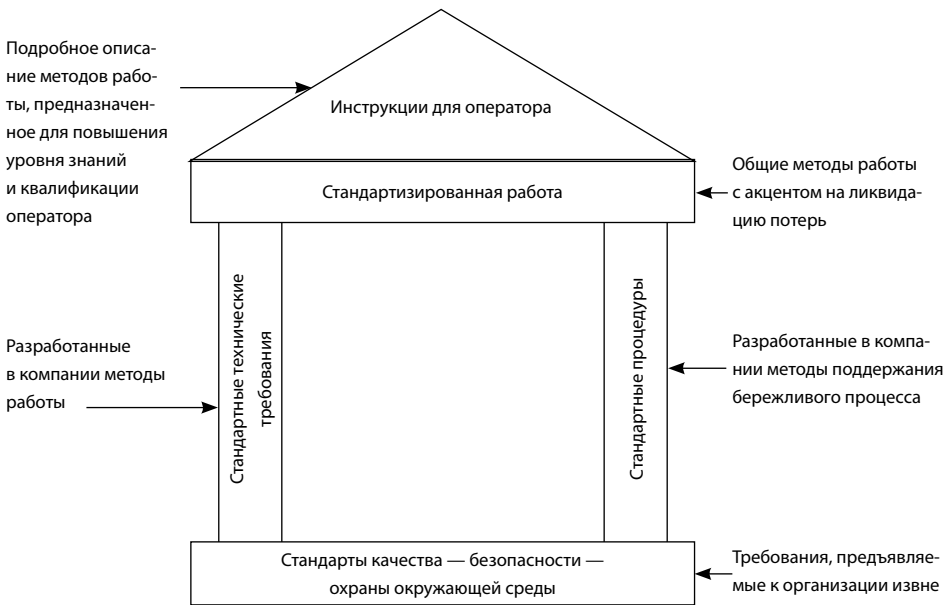 Подробное описа-
ние методов рабо-
ты, предназначен-
ное для повышения
уровня знаний
и квалификации
оператора
Инструкции для оператора
Стандартизированная работа
Общие методы работы
с акцентом на ликвида-
цию потерь
Разработанные
в компании методы
работы
Стандартные технические
требования
Стандартные процедуры
Разработанные в компа-
нии методы поддержания
бережливого процесса
Стандарты качества — безопасности —
охраны окружающей среды
Требования, предъявляе-
мые к организации извне